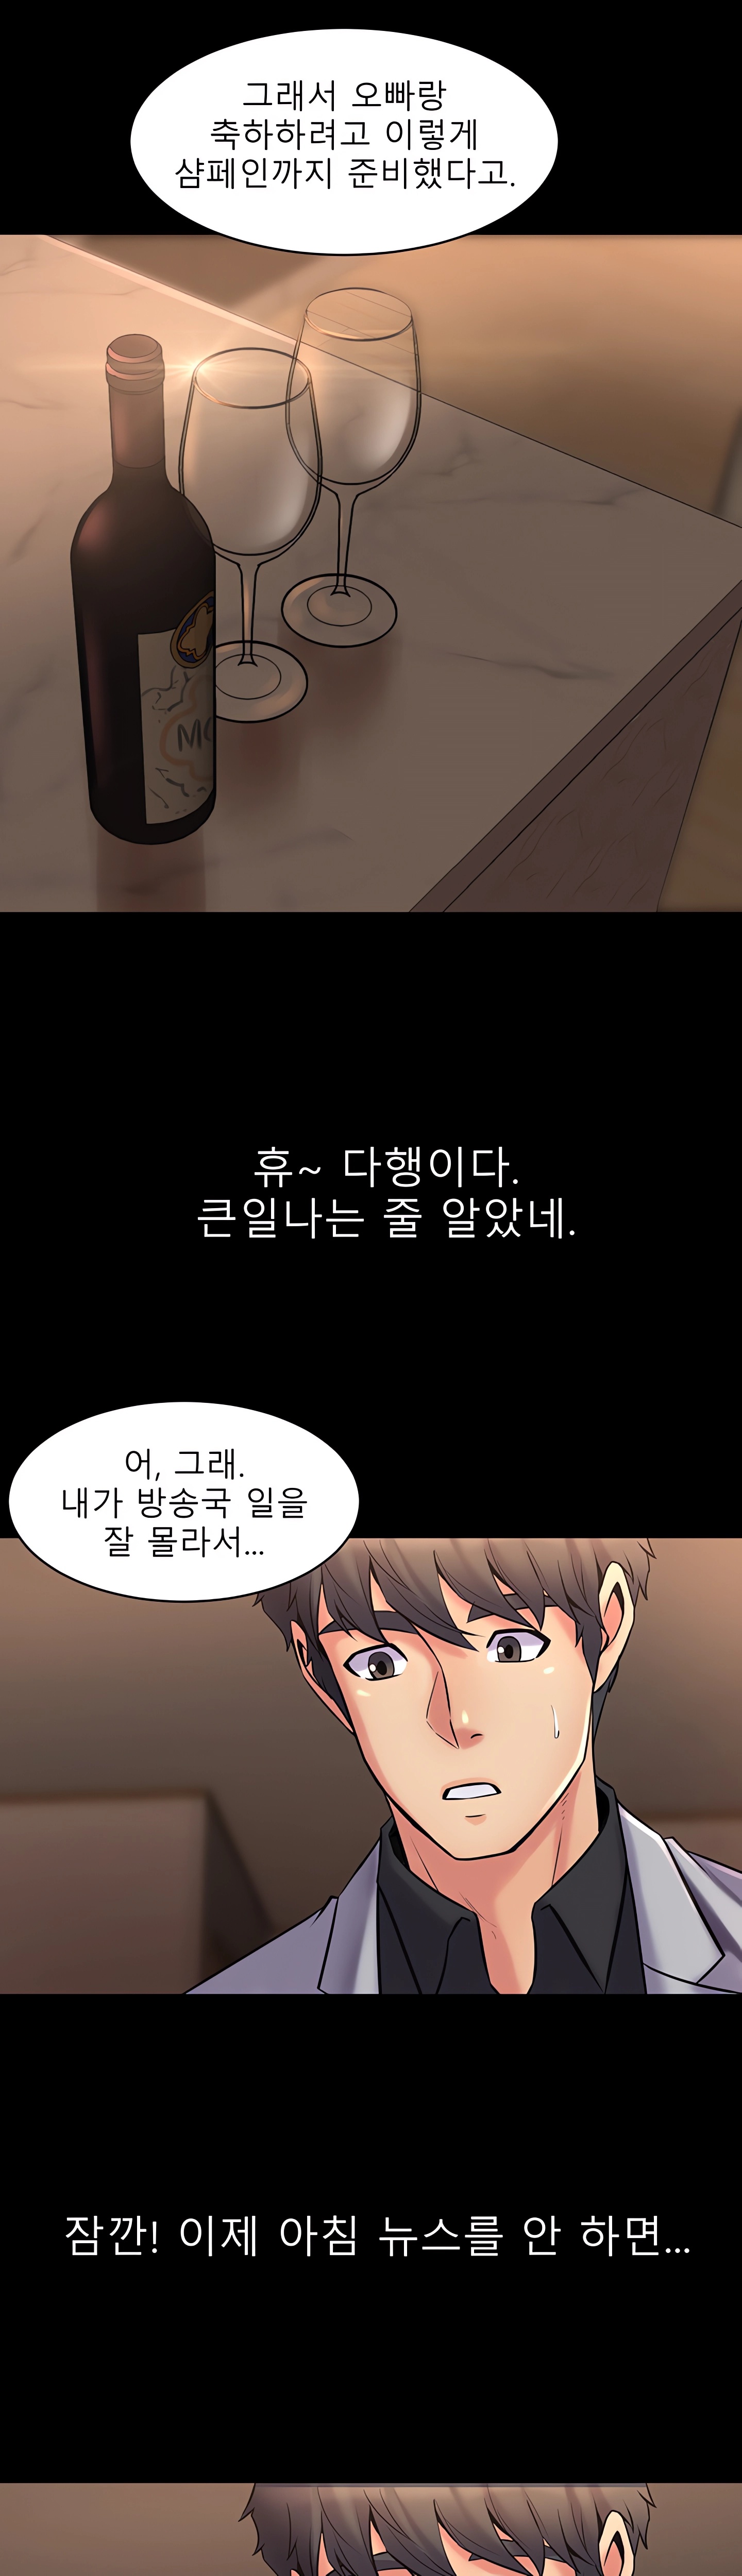 그래서 오빠랑
축하하려고 이렇게
샴페인까지 준비했다고.
MO
휴~ 다행이다.
큰일나는 줄 알았네.
어, 그래.
내가 방송국 일을
잘 몰라서...
잠깐! 이제 아침 뉴스를 안 하면...